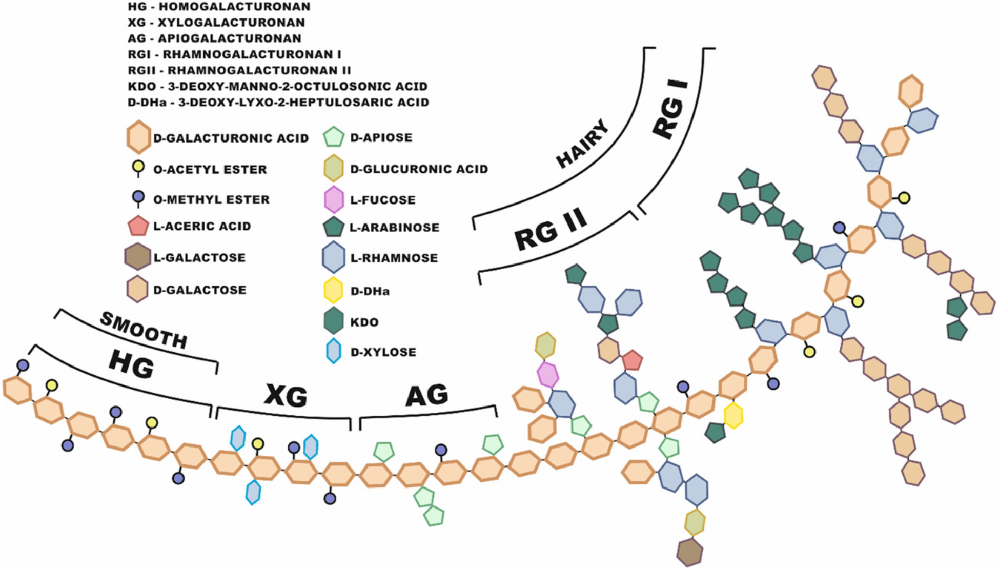 HG - HOMOGALACTURONAN
XG - XYLOGALACTURONAN
AG - APIOGALACTURONAN
RGI - RHAMNOGALACTURONAN I
RGII - RHAMNOGALACTURONAN II
KDO - 3-DEOXY-MANNO-2-OCTULOSONIC ACID
D-DHa - 3-DEOXY-LYXO-2-HEPTULOSARIC ACID
D-GALACTURONIC ACID
O-ACETYL ESTER
O-METHYL ESTER
L-ACERIC ACID
L-GALACTOSE
D-GALACTOSE
D-APIOSE
D-GLUCURONIC ACID
L-FUCOSE
L-ARABINOSE
L-RHAMNOSE
D-DHa
KDO
D-XYLOSE
SMOOTH
HG
XG
AG
HAIRY
RG II
RG I